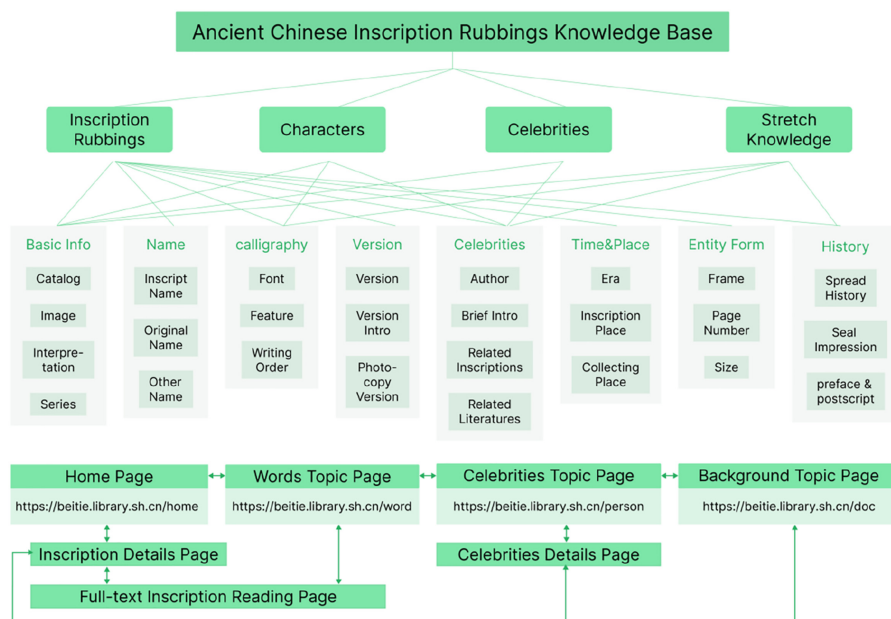 Ancient Chinese Inscription Rubbings Knowledge Base
Inscription
Rubbings
Characters
Celebrities
Stretch
Knowledge
Basic Info
Catalog
Image
Interpre-
tation
Series
Name
Inscript
Name
Original
Name
Other
Name
calligraphy
Font
Feature
Writing
Order
Version
Version
Version
Intro
Photo-
copy
Version
Celebrities
Author
Brief Intro
Related
Inscriptions
Related
Literatures
Time&Place
Era
Inscription
Place
Collecting
Place
Entity Form
Frame
Page
Number
Size
History
Spread
History
Seal
Impression
preface &
postscript
Home Page
https://beitie.library.sh.cn/home
Words Topic Page
https://beitie.library.sh.cn/word
Celebrities Topic Page
https://beitie.library.sh.cn/person
Background Topic Page
https://beitie.library.sh.cn/doc
Inscription Details Page
Celebrities Details Page
Full-text Inscription Reading Page